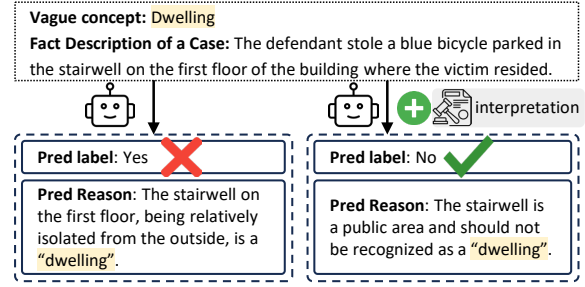 Vague concept: Dwelling
Fact Description of a Case: The defendant stole a blue bicycle parked in
the stairwell on the first floor of the building where the victim resided.
interpretation
Pred label: Yes
Pred Reason: The stairwell on
the first floor, being relatively
isolated from the outside, is a
“dwelling”.
Pred label: No
Pred Reason: The stairwell is
a public area and should not
be recognized as a “dwelling”.